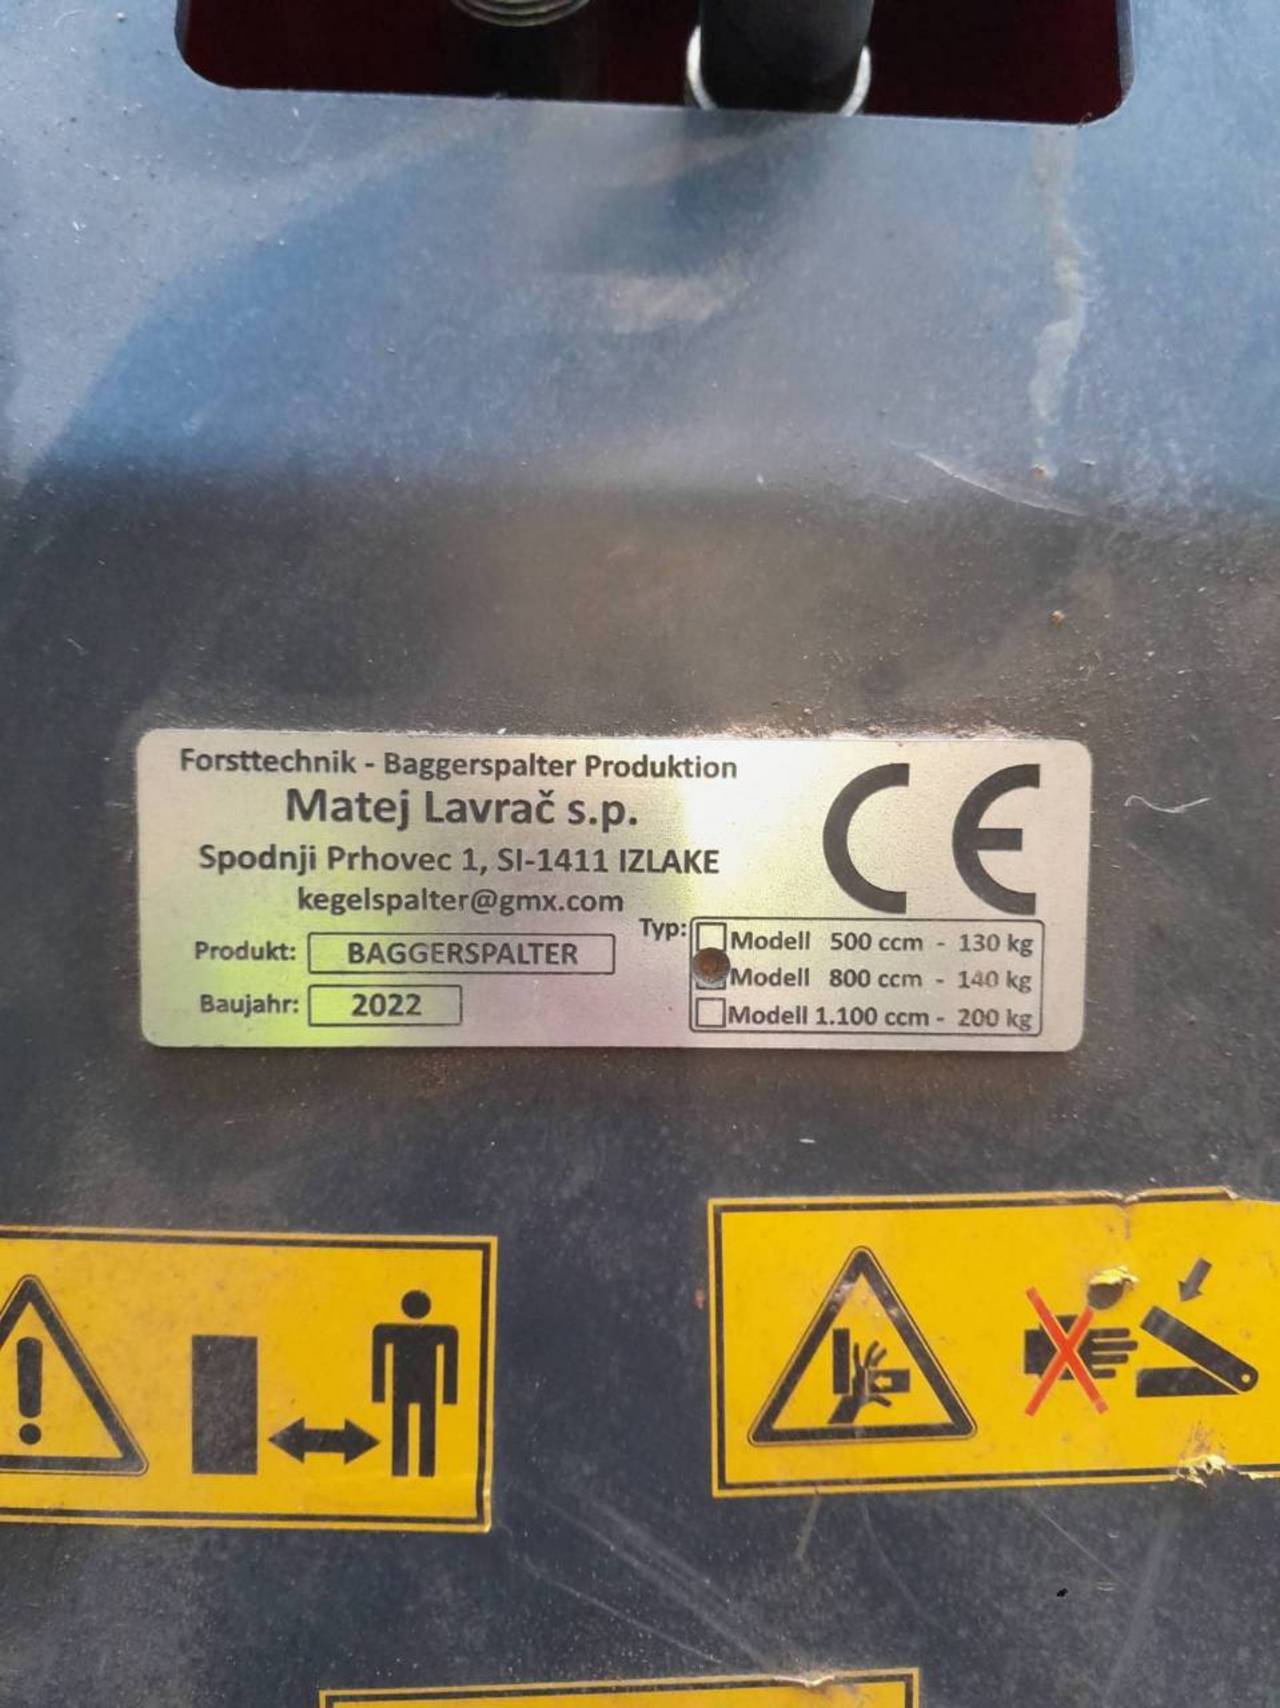 Forsttechnik - Baggerspalter Produktion
Matej Lavrač s.p.
Spodnji Prhovec 1, SI-1411 IZLAKE
kegelspalter@gmx.com
CE
Produkt: BAGGERSPALTER
Baujahr: 2022
Typ:
Modell 500 ccm - 130 kg
Modell 800 ccm - 140 kg
Modell 1.100 ccm - 200 kg
!